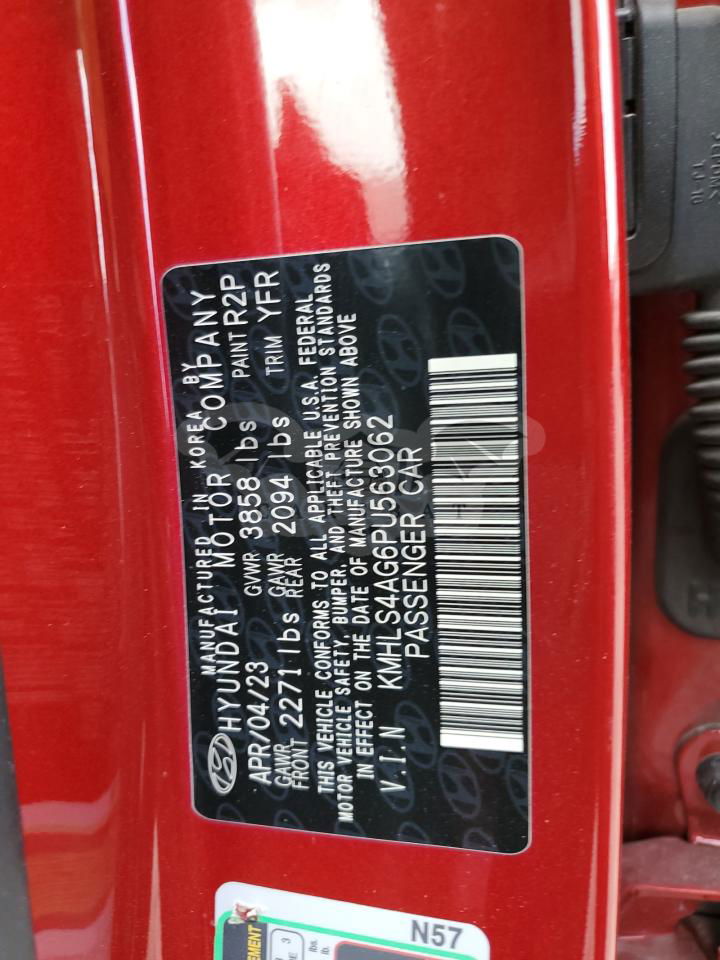 MANUFACTURED IN KOREA BY
HYUNDAI MOTOR COMPANY
APR/04/23 GVWR 3858 lbs PAINT R2P
GAWR FRONT 2271 lbs GAWR REAR 2094 lbs TRIM YFR
THIS VEHICLE CONFORMS TO ALL APPLICABLE U.S.A. FEDERAL
MOTOR VEHICLE SAFETY, BUMPER, AND THEFT PREVENTION STANDARDS
IN EFFECT ON THE DATE OF MANUFACTURE SHOWN ABOVE
V.I.N KMHLS4AG6PU563062
PASSENGER CAR
N57